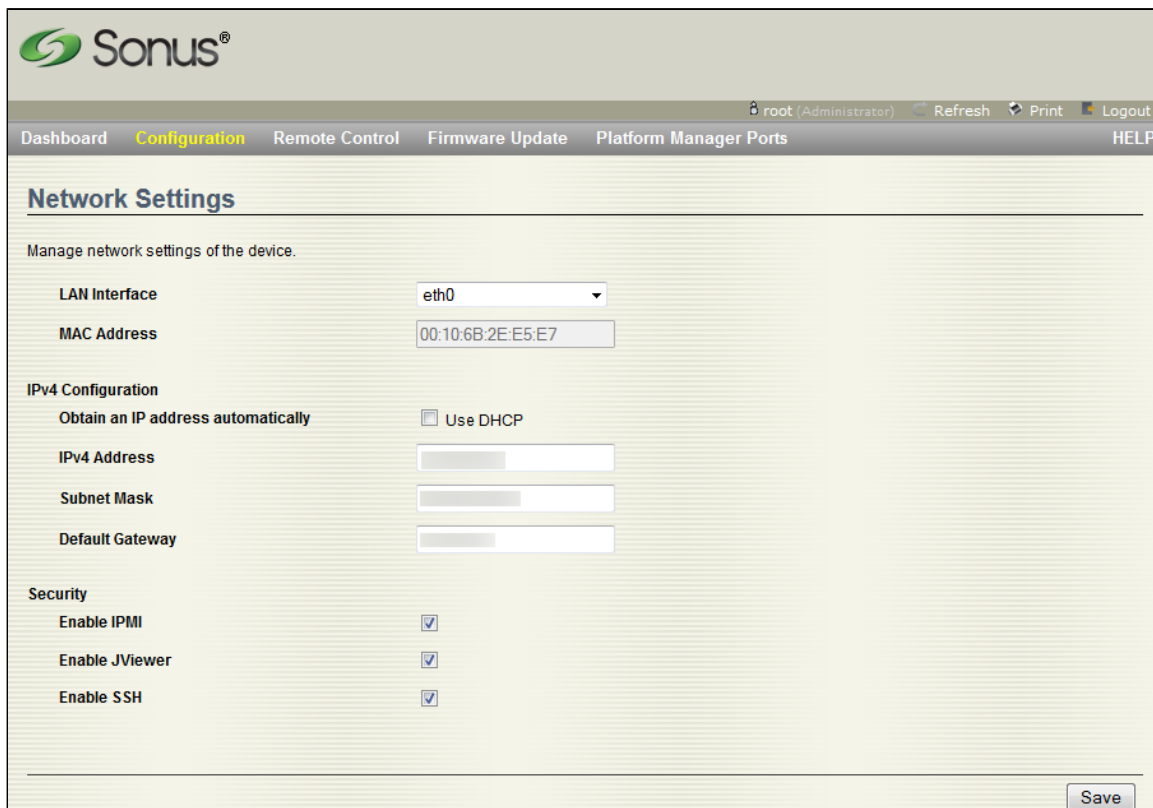 Sonus®
root (Administrator) Refresh Print Logout
Dashboard Configuration Remote Control Firmware Update Platform Manager Ports HELP
Network Settings
Manage network settings of the device.
LAN Interface eth0
MAC Address 00:10:6B:2E:E5:E7
IPv4 Configuration
Obtain an IP address automatically Use DHCP
IPv4 Address
Subnet Mask
Default Gateway
Security
Enable IPMI
Enable JViewer
Enable SSH
Save